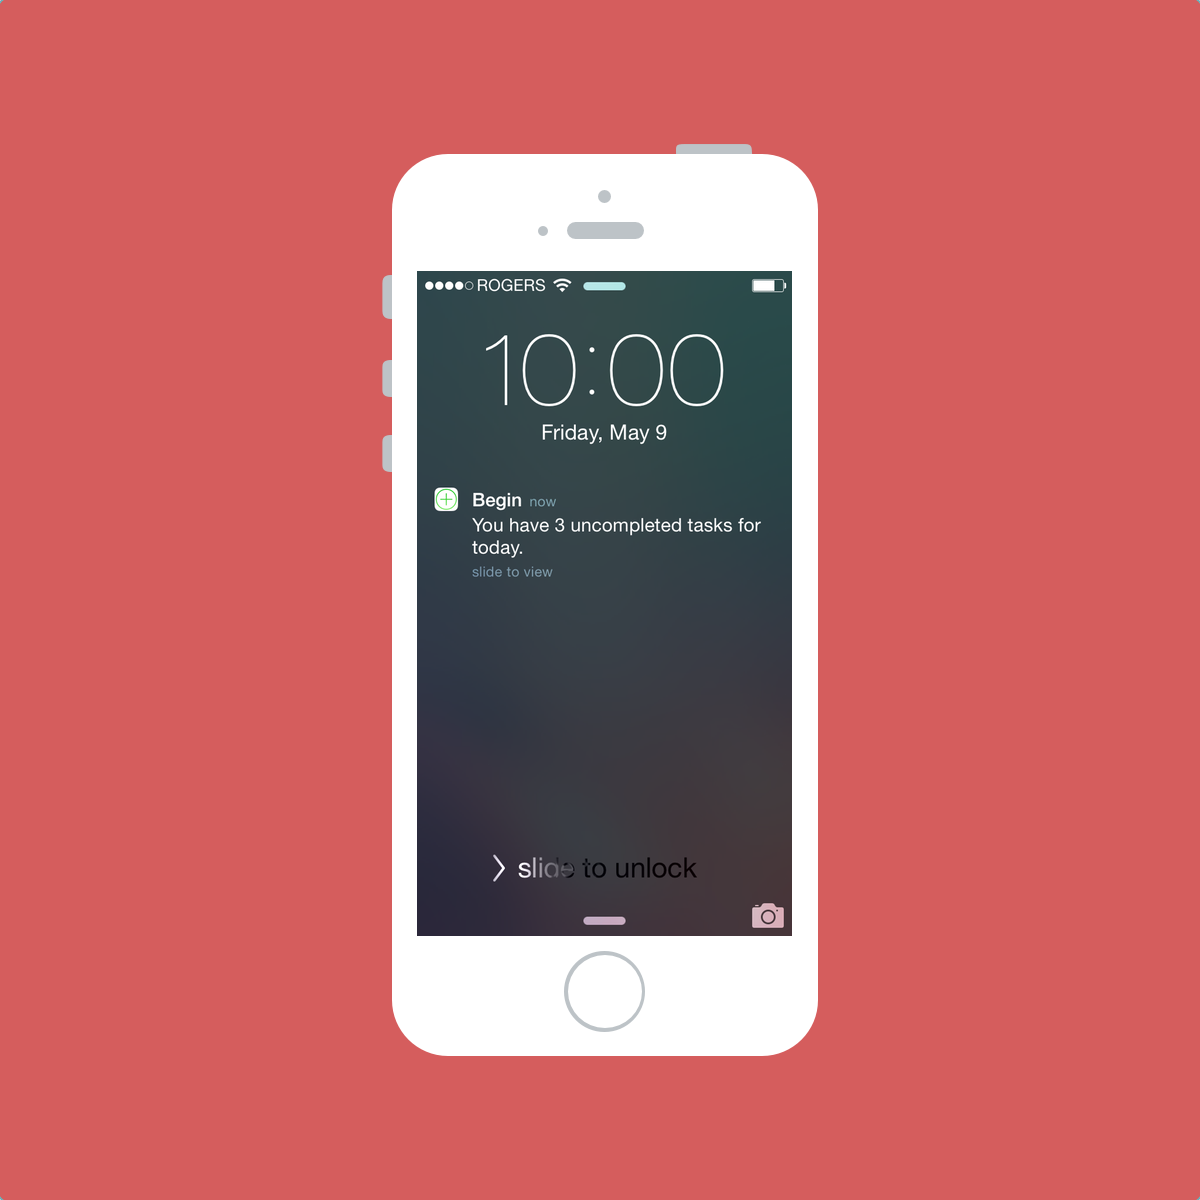 ROGERS
10:00
Friday, May 9
Begin now
You have 3 uncompleted tasks for
today.
slide to view
slide to unlock